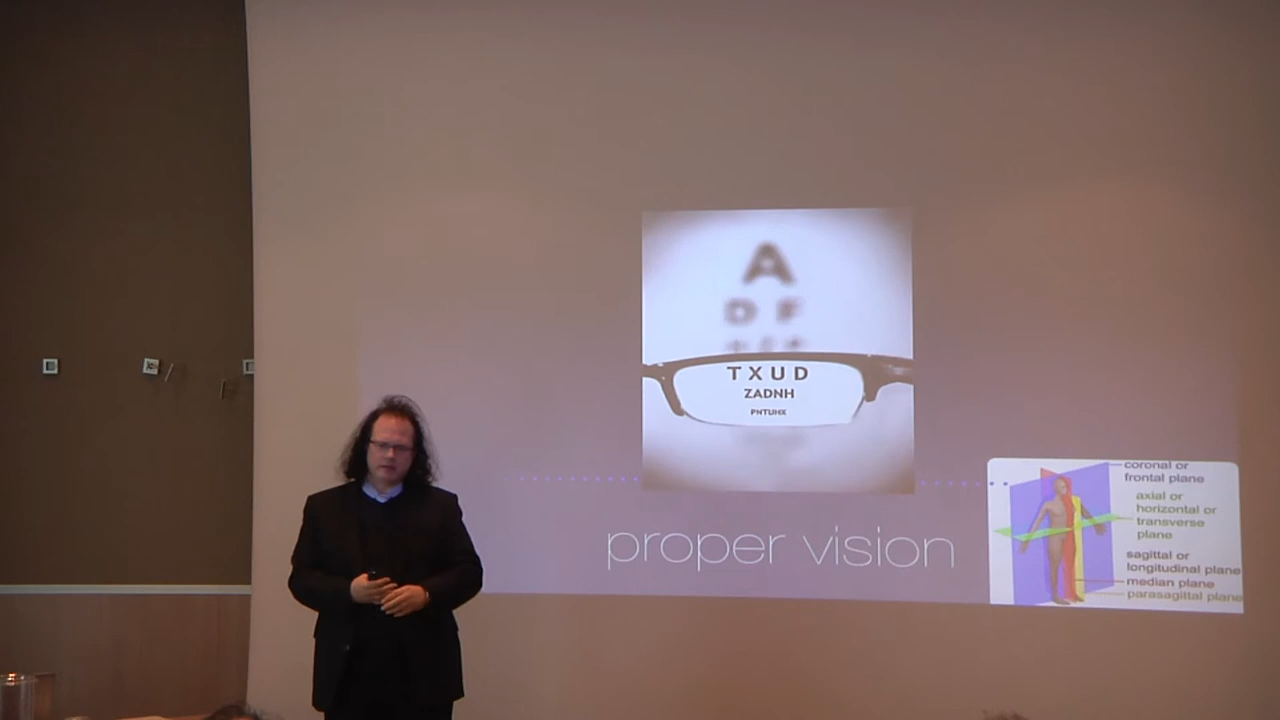 A
D F
T X U D
ZADNH
PNTUHX
proper vision
coronal or
frontal plane
axial or
horizontal or
transverse
plane
sagittal or
longitudinal plane
median plane
parasagittal plane